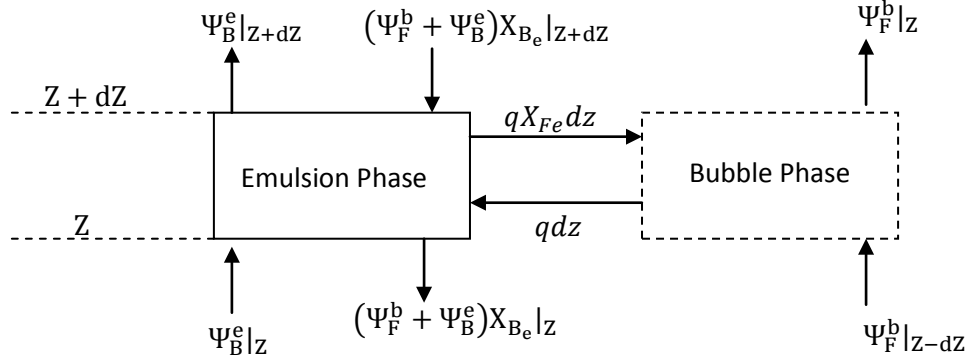 Ψ_B^e|_{Z+dZ}
(Ψ_F^b + Ψ_B^e)X_{B_e}|_{Z+dZ}
Ψ_F^b|_Z
Z + dZ
qX_{Fe}dz
Emulsion Phase
Bubble Phase
Z
qdz
Ψ_B^e|_Z
(Ψ_F^b + Ψ_B^e)X_{B_e}|_Z
Ψ_F^b|_{Z−dZ}